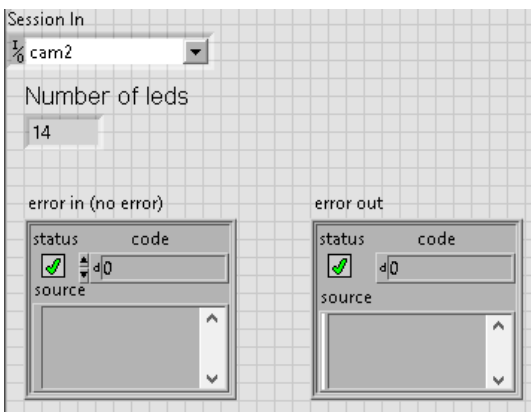 Session In
I/0 cam2
Number of leds
14
error in (no error)
error out
status code
d 0
source
status code
d 0
source